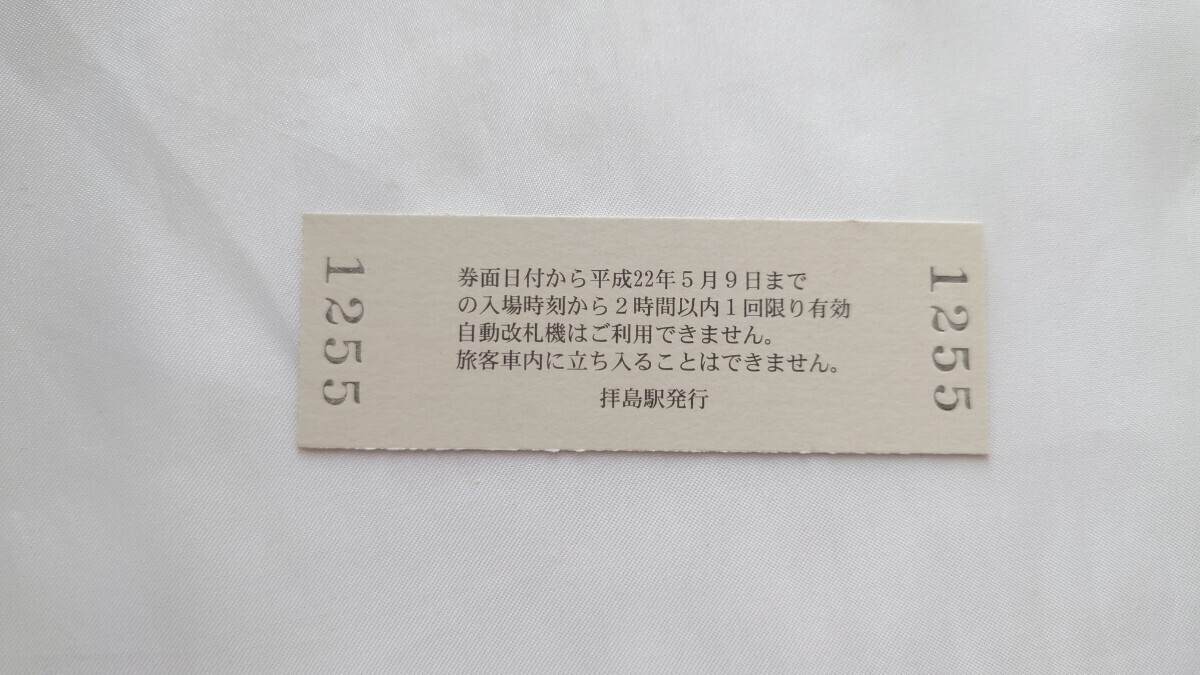 1255
券面日付から平成22年５月９日まで
の入場時刻から２時間以内１回限り有効
自動改札機はご利用できません。
旅客車内に立ち入ることはできません。
拝島駅発行
1255